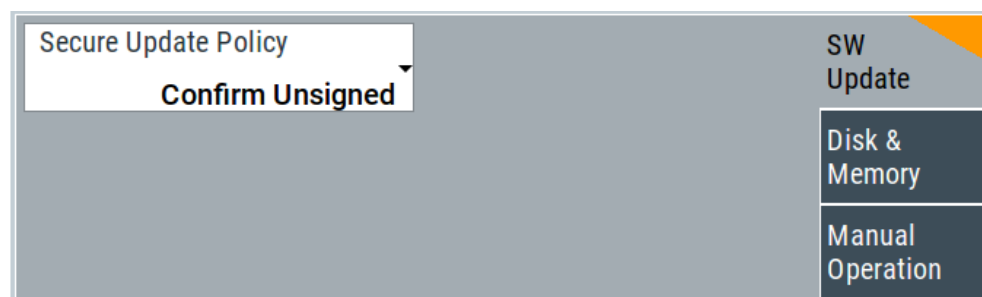 Secure Update Policy
Confirm Unsigned
SW
Update
Disk &
Memory
Manual
Operation